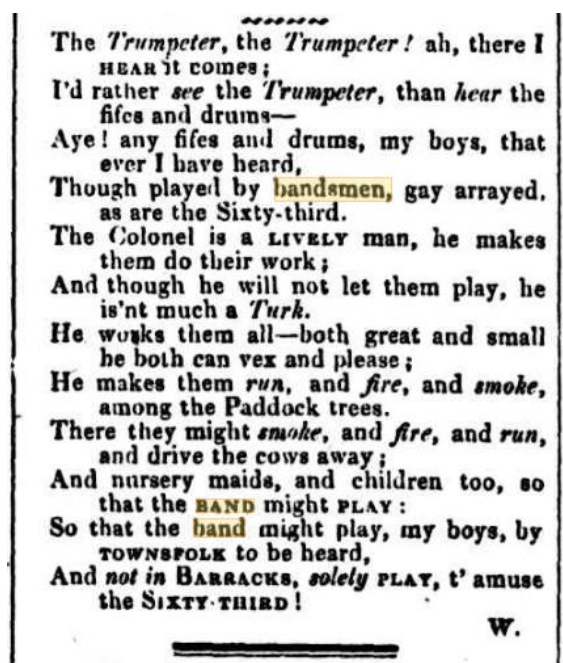 The Trumpeter, the Trumpeter! ah, there I
HEAR it comes;
I'd rather see the Trumpeter, than hear the
fifes and drums—
Aye! any fifes and drums, my boys, that
ever I have heard,
Though played by bandsmen, gay arrayed,
as are the Sixty-third.
The Colonel is a LIVELY man, he makes
them do their work;
And though he will not let them play, he
is'nt much a Turk.
He works them all—both great and small
he both can vex and please;
He makes them run, and fire, and smoke,
among the Paddock trees.
There they might smoke, and fire, and run,
and drive the cows away;
And nursery maids, and children too, so
that the BAND might PLAY:
So that the band might play, my boys, by
TOWNSFOLK to be heard,
And not in BARRACKS, solely PLAY, t' amuse
the SIXTY-THIRD!
W.